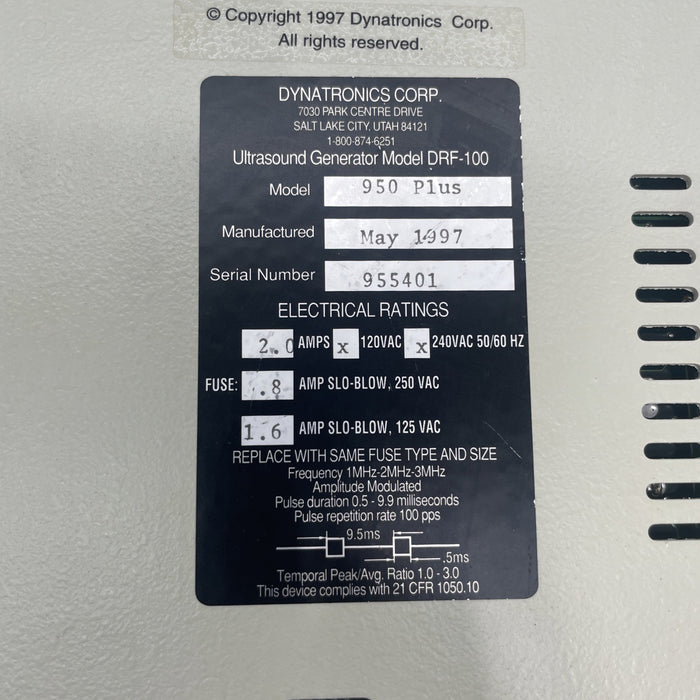 © Copyright 1997 Dynatronics Corp.
All rights reserved.
DYNATRONICS CORP.
7030 PARK CENTRE DRIVE
SALT LAKE CITY, UTAH 84121
1-800-874-6251
Ultrasound Generator Model DRF-100
Model 950 Plus
Manufactured May 1997
Serial Number 955401
ELECTRICAL RATINGS
2.0 AMPS x 120VAC x 240VAC 50/60 HZ
FUSE: .8 AMP SLO-BLOW, 250 VAC
1.6 AMP SLO-BLOW, 125 VAC
REPLACE WITH SAME FUSE TYPE AND SIZE
Frequency 1MHz-2MHz-3MHz
Amplitude Modulated
Pulse duration 0.5 - 9.9 milliseconds
Pulse repetition rate 100 pps
9.5ms
.5ms
Temporal Peak/Avg. Ratio 1.0 - 3.0
This device complies with 21 CFR 1050.10